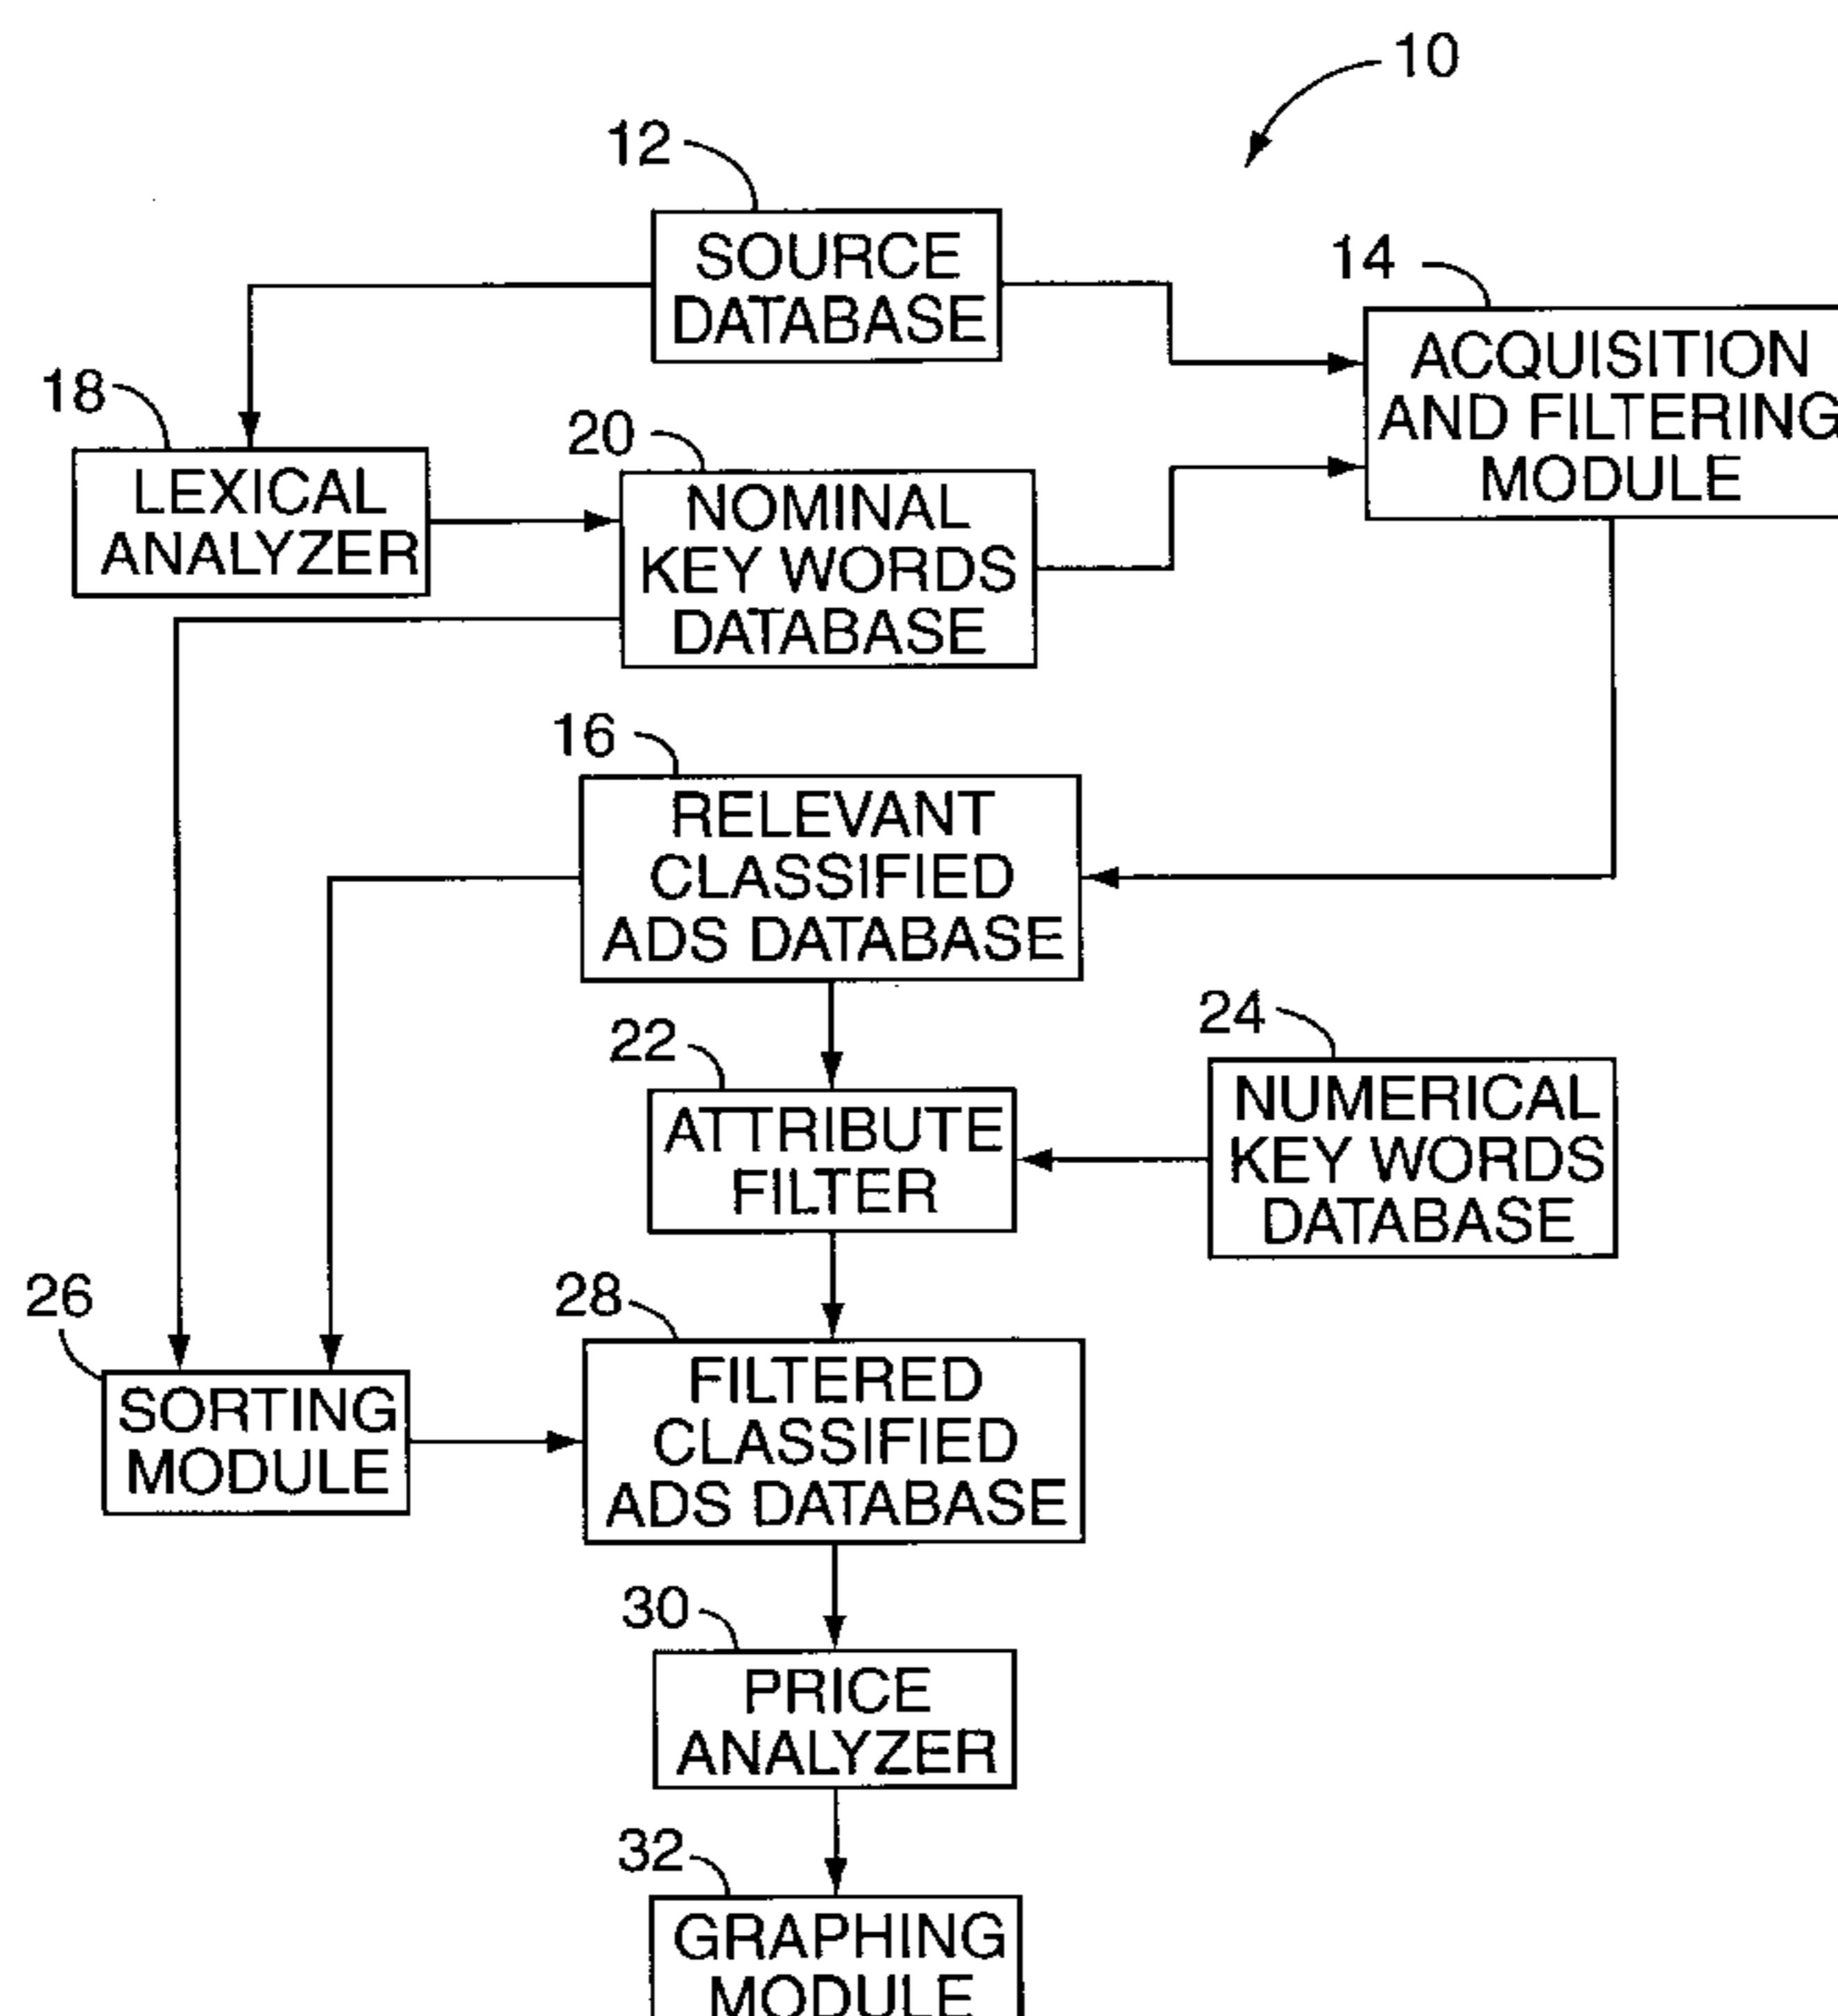 10
12
SOURCE
DATABASE
14
ACQUISITION
AND FILTERING
MODULE
18
LEXICAL
ANALYZER
20
NOMINAL
KEY WORDS
DATABASE
16
RELEVANT
CLASSIFIED
ADS DATABASE
22
ATTRIBUTE
FILTER
24
NUMERICAL
KEY WORDS
DATABASE
26
SORTING
MODULE
28
FILTERED
CLASSIFIED
ADS DATABASE
30
PRICE
ANALYZER
32
GRAPHING
MODULE